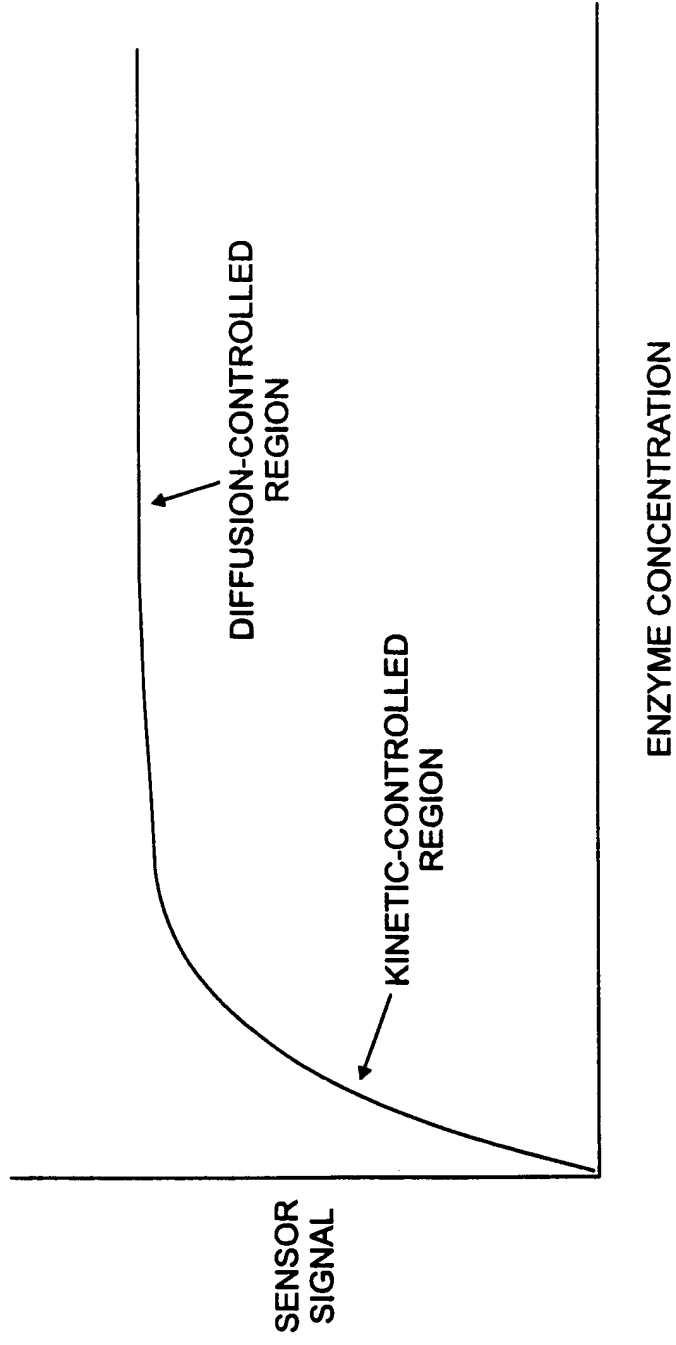 SENSOR
SIGNAL
KINETIC-CONTROLLED
REGION
DIFFUSION-CONTROLLED
REGION
ENZYME CONCENTRATION